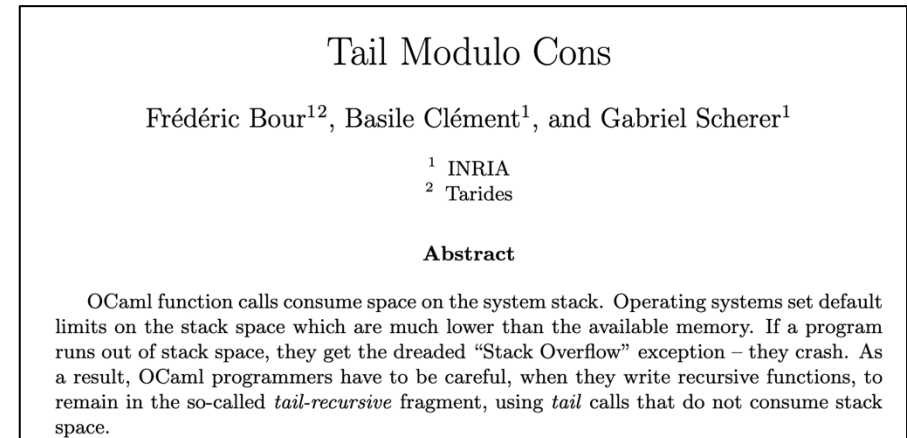 Tail Modulo Cons
Frédéric Bour¹², Basile Clément¹, and Gabriel Scherer¹
¹ INRIA
² Tarides
Abstract
OCaml function calls consume space on the system stack. Operating systems set default
limits on the stack space which are much lower than the available memory. If a program
runs out of stack space, they get the dreaded “Stack Overflow” exception – they crash. As
a result, OCaml programmers have to be careful, when they write recursive functions, to
remain in the so-called tail-recursive fragment, using tail calls that do not consume stack
space.